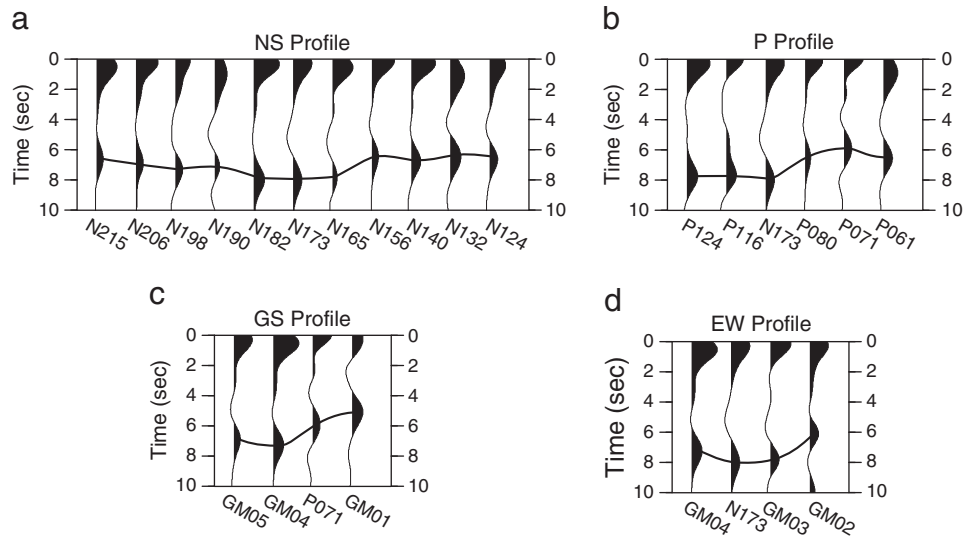 a
NS Profile
Time (sec)
0 0
2 2
4 4
6 6
8 8
10 10
N215 N206 N198 N190 N182 N173 N165 N156 N140 N132 N124
b
P Profile
Time (sec)
0 0
2 2
4 4
6 6
8 8
10 10
P124 P116 N173 P080 P071 P061
c
GS Profile
Time (sec)
0 0
2 2
4 4
6 6
8 8
10 10
GM05 GM04 P071 GM01
d
EW Profile
Time (sec)
0 0
2 2
4 4
6 6
8 8
10 10
GM04 N173 GM03 GM02